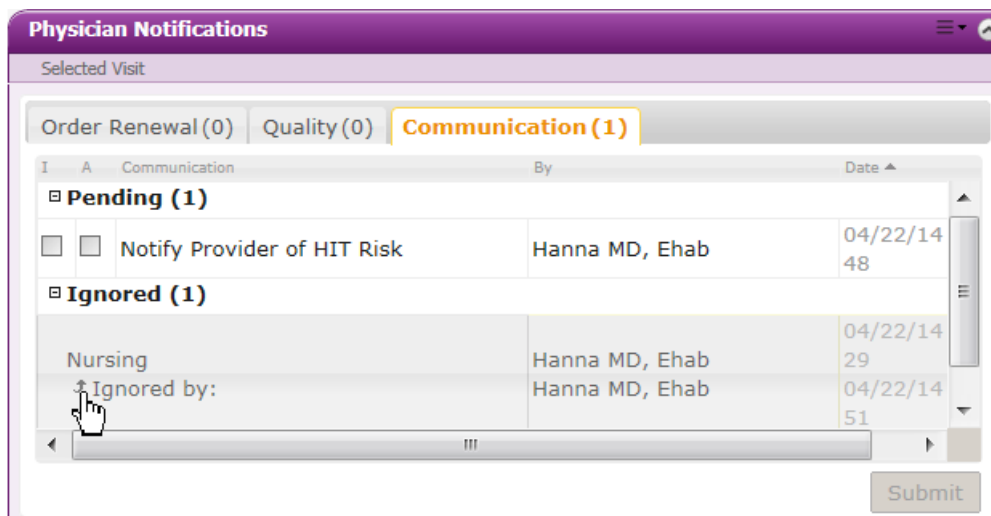 Physician Notifications
Selected Visit
Order Renewal (0) Quality (0) Communication (1)
I A Communication By Date
Pending (1)
Notify Provider of HIT Risk Hanna MD, Ehab 04/22/14
48
Ignored (1)
04/22/14
Nursing Hanna MD, Ehab 29
Ignored by: Hanna MD, Ehab 04/22/14
51
Submit